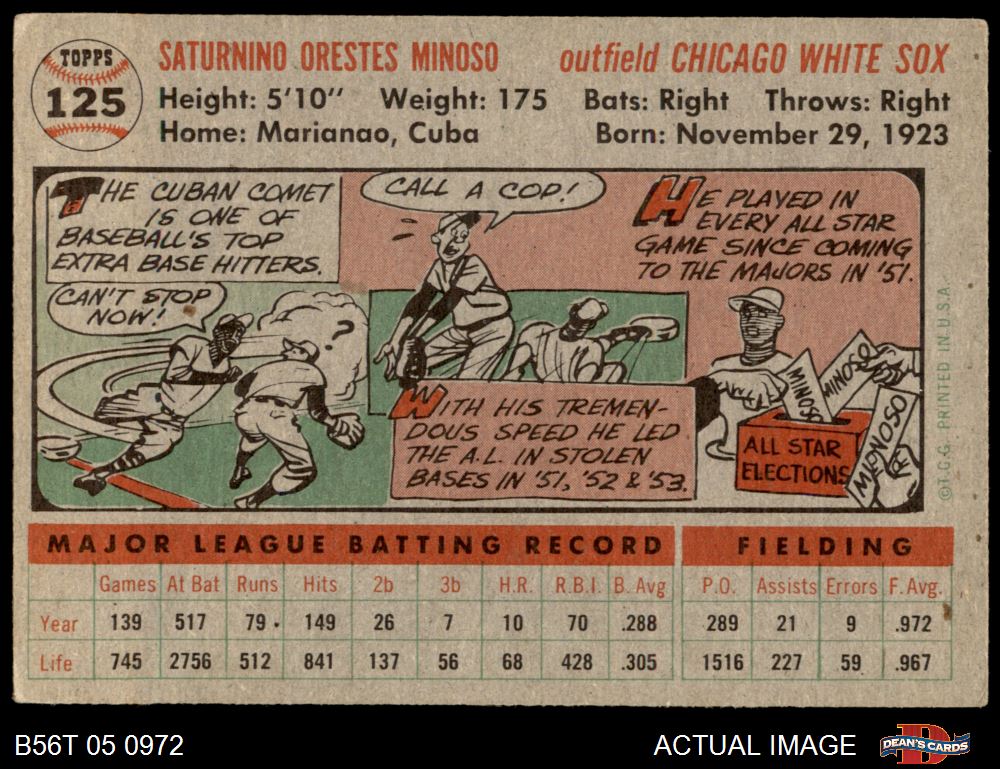 TOPPS
125
SATURNINO ORESTES MINOSO outfield CHICAGO WHITE SOX
Height: 5'10" Weight: 175 Bats: Right Throws: Right
Home: Marianao, Cuba Born: November 29, 1923
THE CUBAN COMET
IS ONE OF
BASEBALL'S TOP
EXTRA BASE HITTERS.
CAN'T STOP
NOW!
?
CALL A COP!
WITH HIS TREMEN-
DOUS SPEED HE LED
THE A.L. IN STOLEN
BASES IN '51, '52 & '53.
HE PLAYED IN
EVERY ALL STAR
GAME SINCE COMING
TO THE MAJORS IN '51.
MINOSO
MINOSO
MINOSO
ALL STAR
ELECTIONS
©T.C.G. PRINTED IN U.S.A.
MAJOR LEAGUE BATTING RECORD FIELDING
Games At Bat Runs Hits 2b 3b H.R. R.B.I. B. Avg P.O. Assists Errors F. Avg.
Year 139 517 79 149 26 7 10 70 .288 289 21 9 .972
Life 745 2756 512 841 137 56 68 428 .305 1516 227 59 .967
B56T 05 0972 ACTUAL IMAGE
DEAN'S CARDS